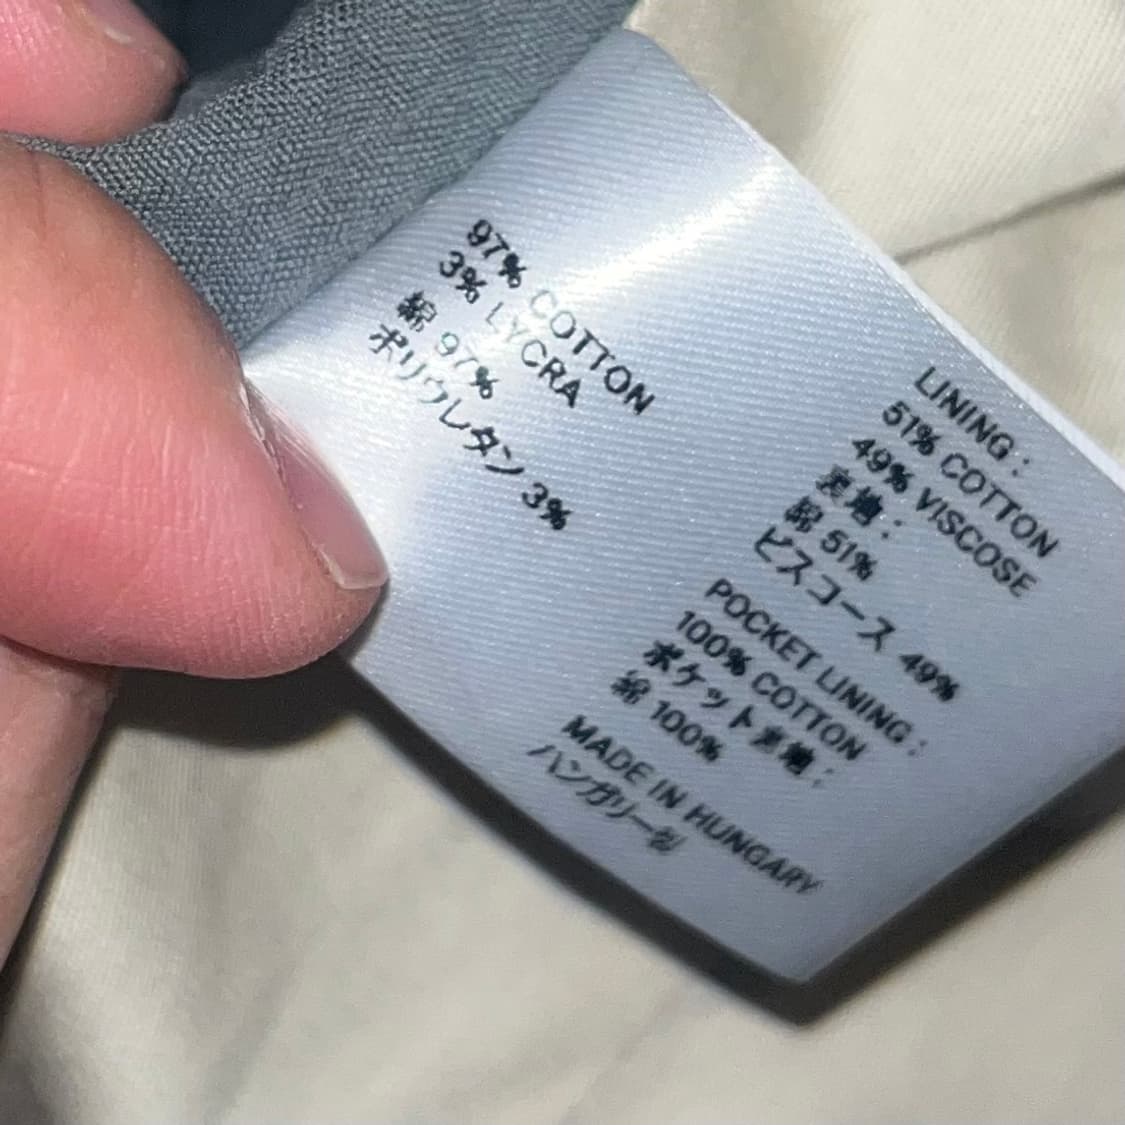 97% COTTON
3% LYCRA
綿 97%
ポリウレタン 3%
LINING :
51% COTTON
49% VISCOSE
裏地 :
綿 51%
ビスコース 49%
POCKET LINING :
100% COTTON
ポケット裏地 :
綿 100%
MADE IN HUNGARY
ハンガリー製